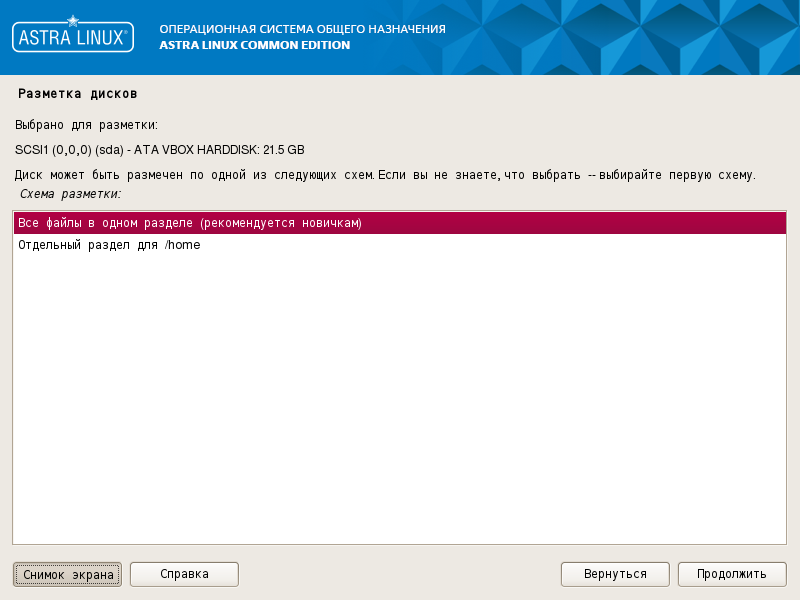 ASTRA LINUX®
ОПЕРАЦИОННАЯ СИСТЕМА ОБЩЕГО НАЗНАЧЕНИЯ
ASTRA LINUX COMMON EDITION
Разметка дисков
Выбрано для разметки:
SCSI1 (0,0,0) (sda) - ATA VBOX HARDDISK: 21.5 GB
Диск может быть размечен по одной из следующих схем. Если вы не знаете, что выбрать -- выбирайте первую схему.
Схема разметки:
Все файлы в одном разделе (рекомендуется новичкам)
Отдельный раздел для /home
Снимок экрана
Справка
Вернуться
Продолжить